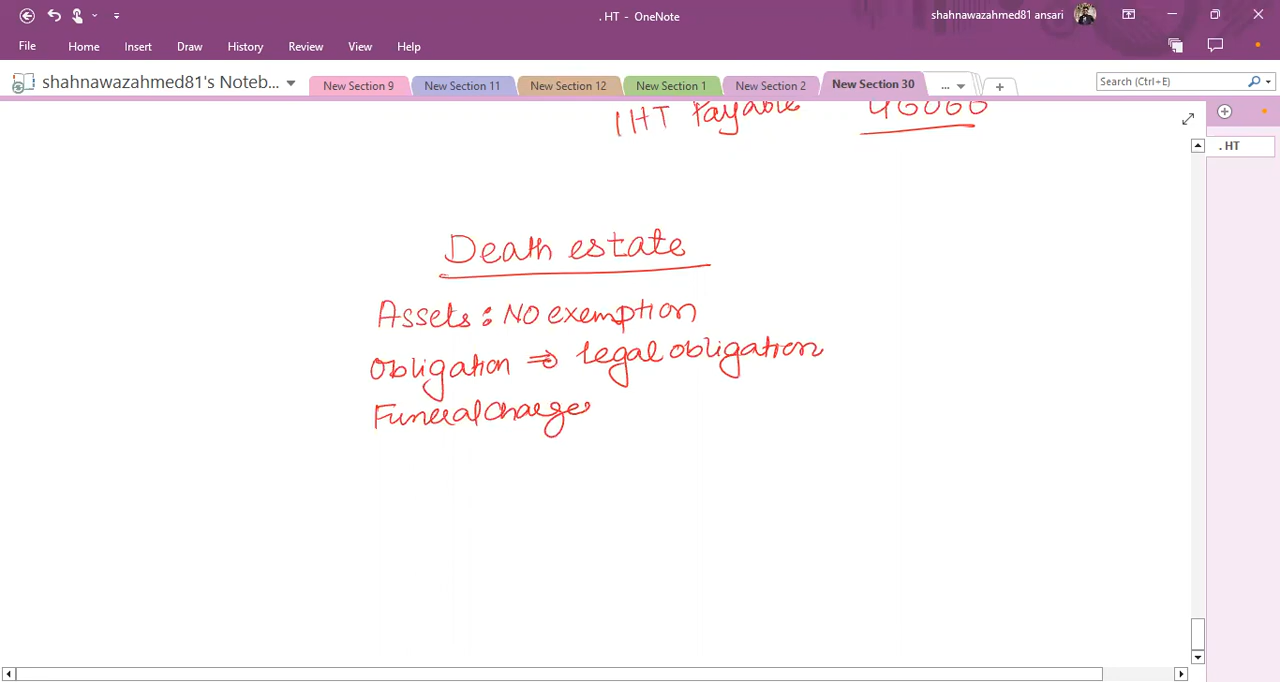 . HT - OneNote
shahnawazahmed81 ansari
File Home Insert Draw History Review View Help
shahnawazahmed81's Noteb...
New Section 9 New Section 11 New Section 12 New Section 1 New Section 2 New Section 30 ...
Search (Ctrl+E)
. HT
IHT Payable 46000
Death estate
Assets : No exemption
Obligation ⇒ legal obligation
Funeral Charge